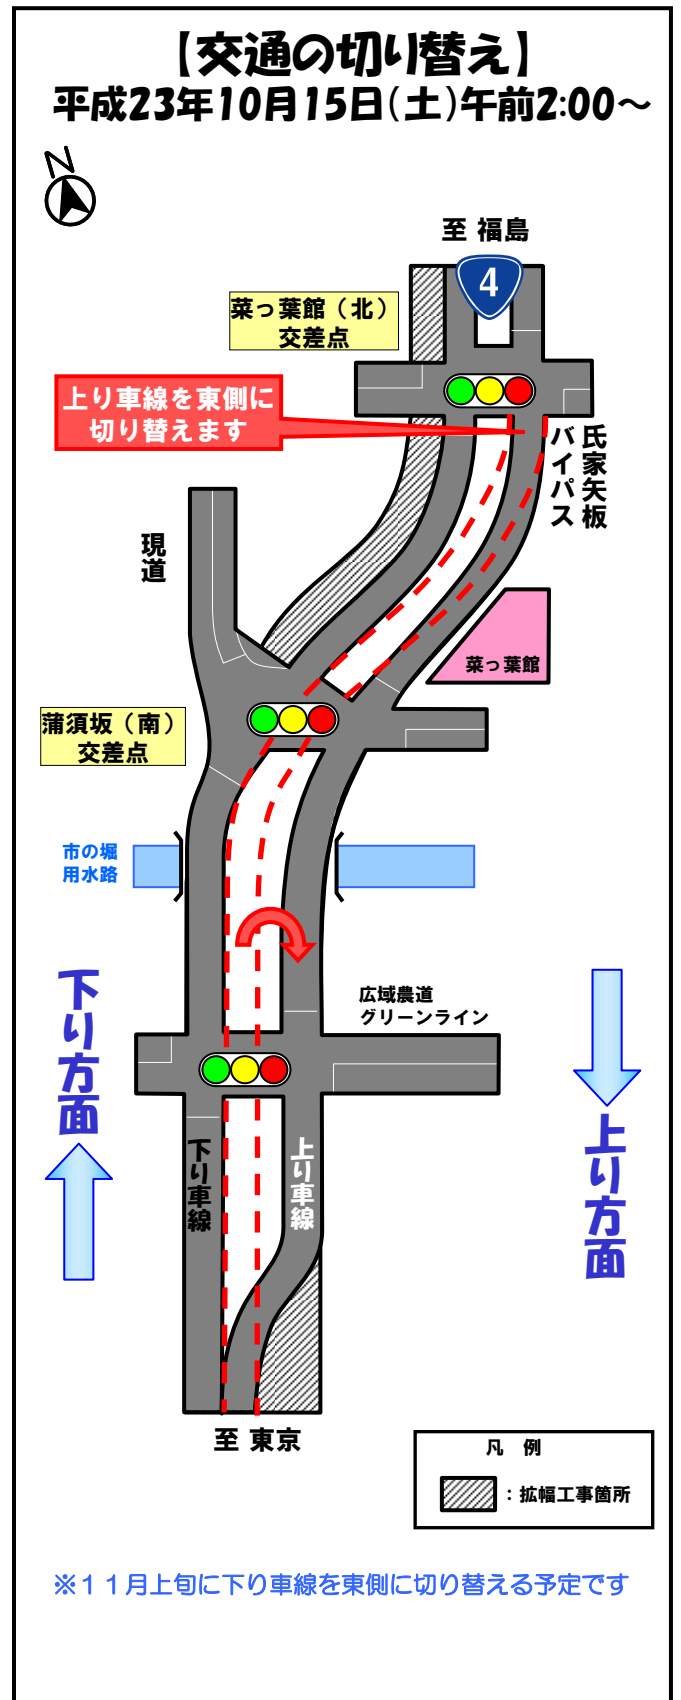 【交通の切り替え】
平成23年10月15日(土)午前2:00～
N
至 福島
4
菜っ葉館（北）
交差点
上り車線を東側に
切り替えます
氏家矢板
バイパス
現道
菜っ葉館
蒲須坂（南）
交差点
市の堀
用水路
広域農道
グリーンライン
下り方面
上り方面
下り車線
上り車線
至 東京
凡 例
：拡幅工事箇所
※１１月上旬に下り車線を東側に切り替える予定です